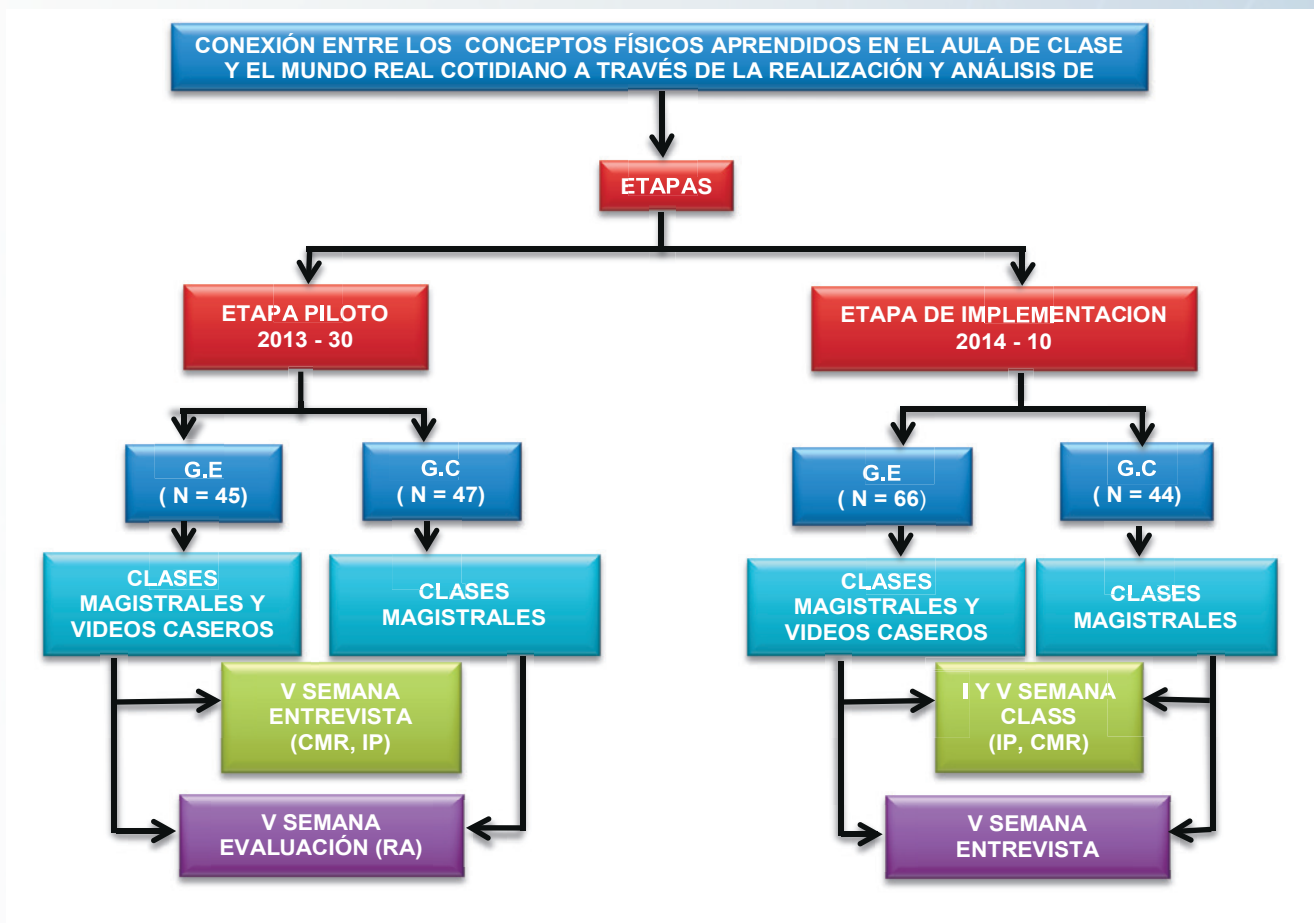 CONEXIÓN ENTRE LOS CONCEPTOS FÍSICOS APRENDIDOS EN EL AULA DE CLASE
Y EL MUNDO REAL COTIDIANO A TRAVÉS DE LA REALIZACIÓN Y ANÁLISIS DE
ETAPAS
ETAPA PILOTO
2013 - 30
ETAPA DE IMPLEMENTACION
2014 - 10
G.E
( N = 45)
G.C
( N = 47)
G.E
( N = 66)
G.C
( N = 44)
CLASES
MAGISTRALES Y
VIDEOS CASEROS
CLASES
MAGISTRALES
CLASES
MAGISTRALES Y
VIDEOS CASEROS
CLASES
MAGISTRALES
V SEMANA
ENTREVISTA
(CMR, IP)
I Y V SEMANA
CLASS
(IP, CMR)
V SEMANA
EVALUACIÓN (RA)
V SEMANA
ENTREVISTA